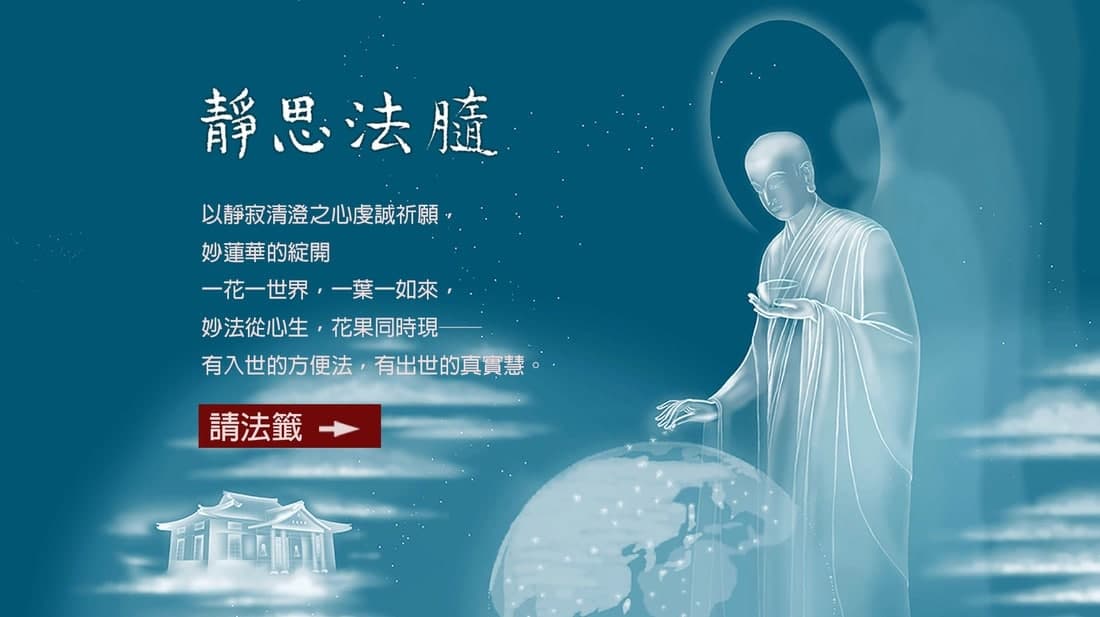 靜思法髓
以靜寂清澄之心虔誠祈願，
妙蓮華的綻開
一花一世界，一葉一如來，
妙法從心生，花果同時現——
有入世的方便法，有出世的真實慧。
請法籤